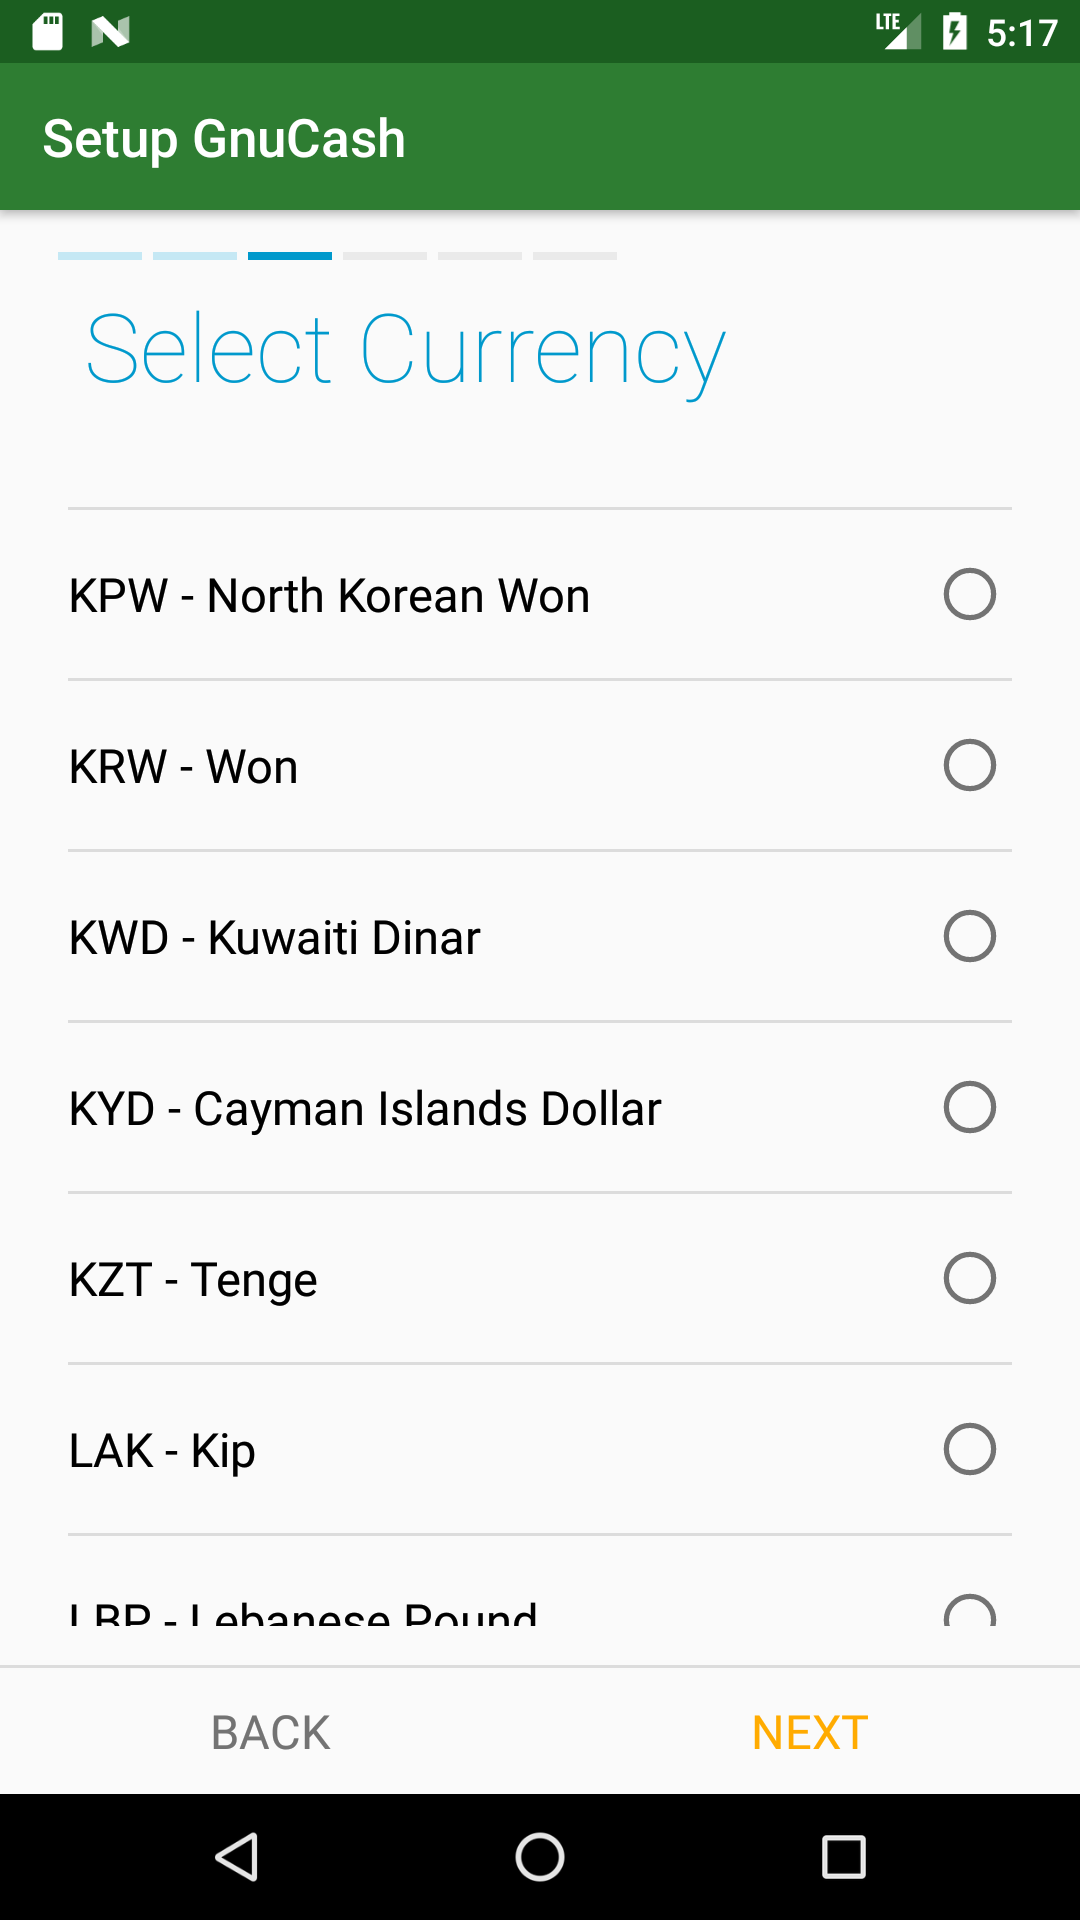 LTE 5:17
Setup GnuCash
Select Currency
KPW - North Korean Won
KRW - Won
KWD - Kuwaiti Dinar
KYD - Cayman Islands Dollar
KZT - Tenge
LAK - Kip
LBP - Lebanese Pound
BACK NEXT